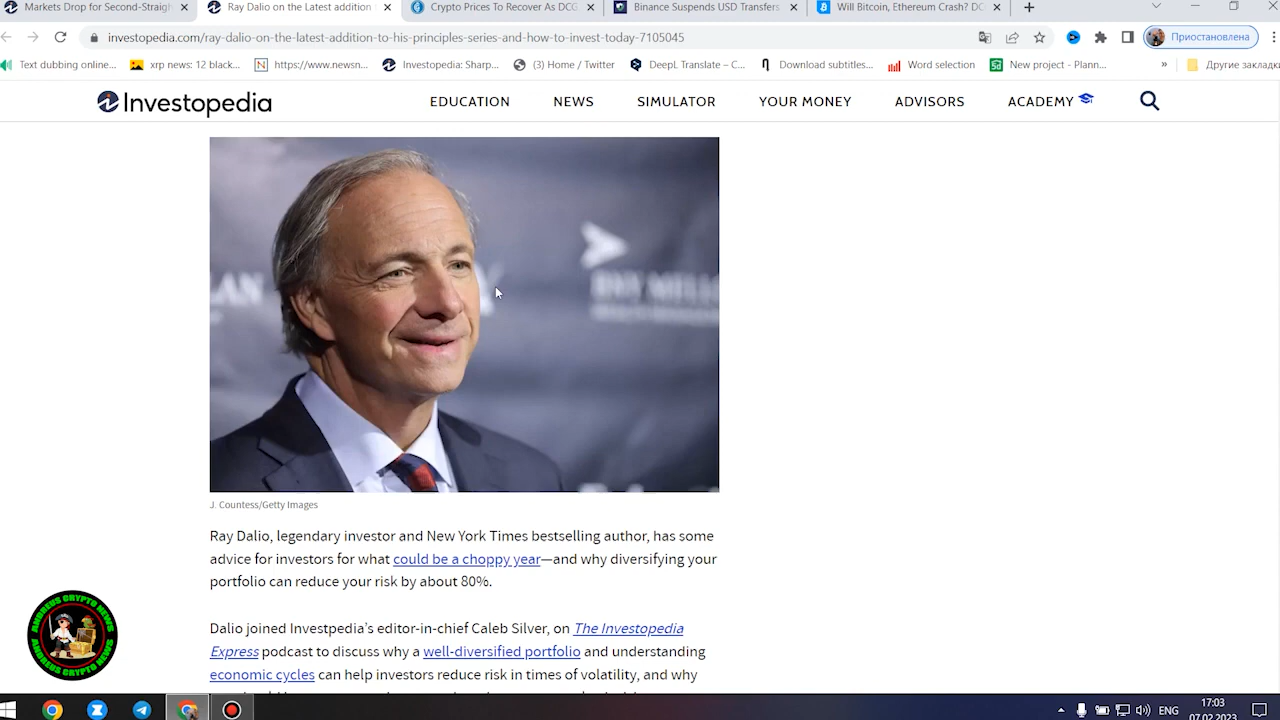 Markets Drop for Second-Straigh
Ray Dalio on the Latest addition
Crypto Prices To Recover As DCG
Binance Suspends USD Transfers
Will Bitcoin, Ethereum Crash? DC
investopedia.com/ray-dalio-on-the-latest-addition-to-his-principles-series-and-how-to-invest-today-7105045
Приостановлена
Text dubbing online...
xrp news: 12 black...
https://www.newsn...
Investopedia: Sharp...
(3) Home / Twitter
DeepL Translate – C...
Download subtitles...
Word selection
New project - Plann...
»
Другие закладки
Investopedia
EDUCATION
NEWS
SIMULATOR
YOUR MONEY
ADVISORS
ACADEMY
J. Countess/Getty Images
Ray Dalio, legendary investor and New York Times bestselling author, has some
advice for investors for what could be a choppy year—and why diversifying your
portfolio can reduce your risk by about 80%.
Dalio joined Investpedia's editor-in-chief Caleb Silver, on The Investopedia
Express podcast to discuss why a well-diversified portfolio and understanding
economic cycles can help investors reduce risk in times of volatility, and why
ANDREUS CRYPTO NEWS
ANDREUS CRYPTO NEWS
ENG
17:03
07.02.2023